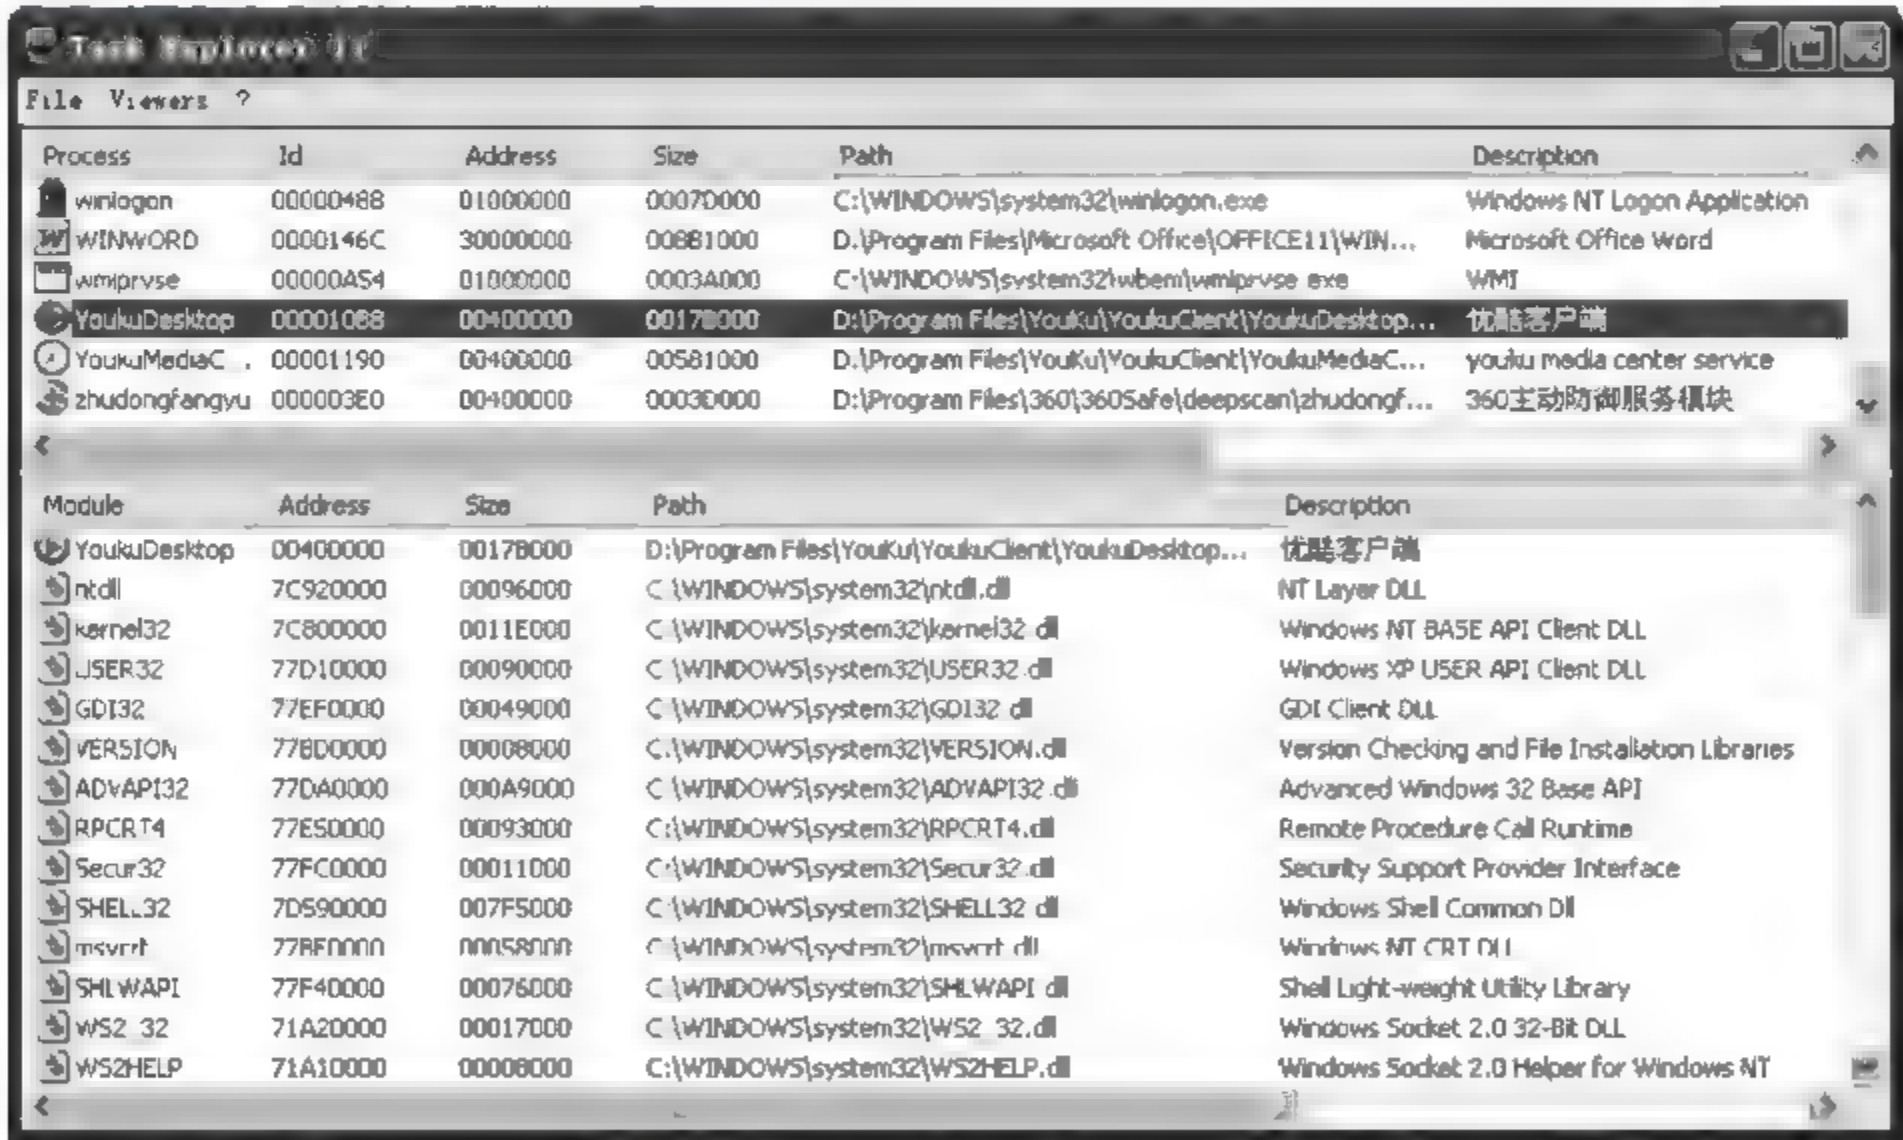 Task Explorer II
File Viewers ?
Process Id Address Size Path Description
winlogon 00000488 01000000 0007D000 C:\WINDOWS\system32\winlogon.exe Windows NT Logon Application
WINWORD 0000146C 30000000 00BB1000 D:\Program Files\Microsoft Office\OFFICE11\WIN... Microsoft Office Word
wmiprvse 00000A54 01000000 0003A000 C:\WINDOWS\system32\wbem\wmiprvse.exe WMI
YoukuDesktop 000010B8 00400000 0017B000 D:\Program Files\YouKu\YoukuClient\YoukuDesktop... 优酷客户端
YoukuMediaC... 00001190 00400000 00581000 D:\Program Files\YouKu\YoukuClient\YoukuMediaC... youku media center service
zhudongfangyu 000003E0 00400000 0003D000 D:\Program Files\360\360Safe\deepscan\zhudongf... 360主动防御服务模块
Module Address Size Path Description
YoukuDesktop 00400000 0017B000 D:\Program Files\YouKu\YoukuClient\YoukuDesktop... 优酷客户端
ntdll 7C920000 00096000 C:\WINDOWS\system32\ntdll.dll NT Layer DLL
kernel32 7C800000 0011E000 C:\WINDOWS\system32\kernel32.dll Windows NT BASE API Client DLL
USER32 77D10000 00090000 C:\WINDOWS\system32\USER32.dll Windows XP USER API Client DLL
GDI32 77EF0000 00049000 C:\WINDOWS\system32\GDI32.dll GDI Client DLL
VERSION 77BD0000 00008000 C:\WINDOWS\system32\VERSION.dll Version Checking and File Installation Libraries
ADVAPI32 77DA0000 000A9000 C:\WINDOWS\system32\ADVAPI32.dll Advanced Windows 32 Base API
RPCRT4 77E50000 00093000 C:\WINDOWS\system32\RPCRT4.dll Remote Procedure Call Runtime
Secur32 77FC0000 00011000 C:\WINDOWS\system32\Secur32.dll Security Support Provider Interface
SHELL32 7D590000 007F5000 C:\WINDOWS\system32\SHELL32.dll Windows Shell Common Dll
msvcrt 77BE0000 00058000 C:\WINDOWS\system32\msvcrt.dll Windows NT CRT DLL
SHLWAPI 77F40000 00076000 C:\WINDOWS\system32\SHLWAPI.dll Shell Light-weight Utility Library
WS2_32 71A20000 00017000 C:\WINDOWS\system32\WS2_32.dll Windows Socket 2.0 32-Bit DLL
WS2HELP 71A10000 00008000 C:\WINDOWS\system32\WS2HELP.dll Windows Socket 2.0 Helper for Windows NT